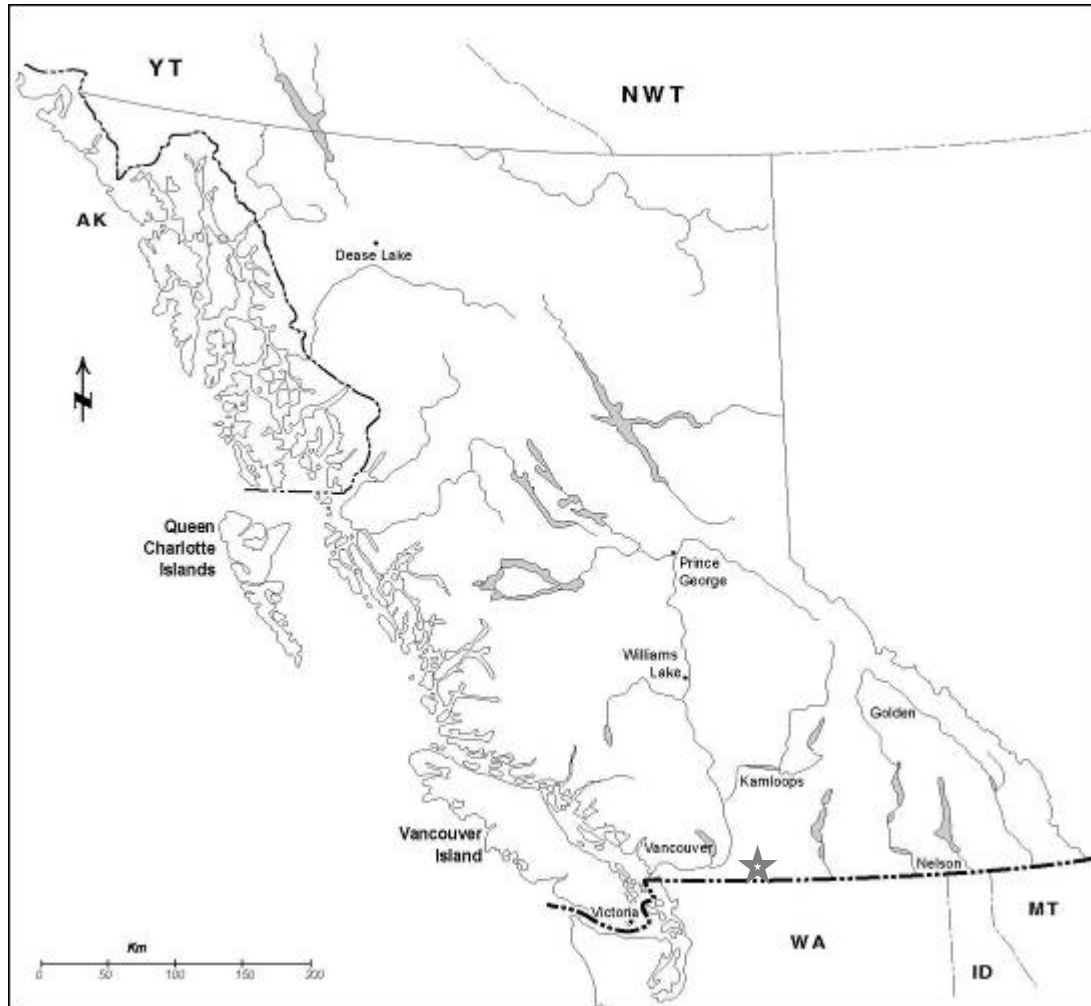 YT
NWT
AK
Dease Lake
N
Queen
Charlotte
Islands
Prince
George
Williams
Lake
Golden
Kamloops
Vancouver
Island
Vancouver
Nelson
Victoria
WA
ID
MT
Km
0 50 100 150 200